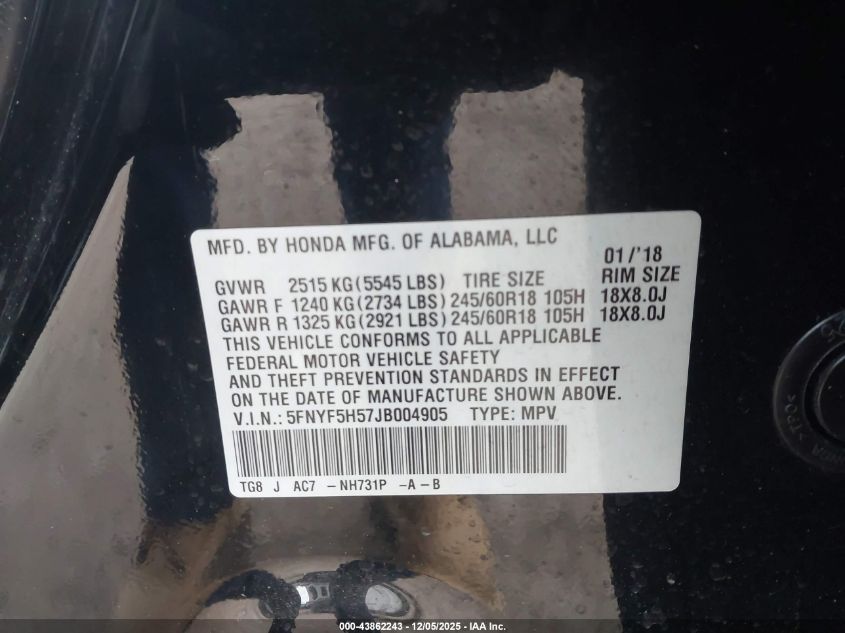 MFD. BY HONDA MFG. OF ALABAMA, LLC
01/'18
GVWR 2515 KG (5545 LBS) TIRE SIZE RIM SIZE
GAWR F 1240 KG (2734 LBS) 245/60R18 105H 18X8.0J
GAWR R 1325 KG (2921 LBS) 245/60R18 105H 18X8.0J
THIS VEHICLE CONFORMS TO ALL APPLICABLE
FEDERAL MOTOR VEHICLE SAFETY
AND THEFT PREVENTION STANDARDS IN EFFECT
ON THE DATE OF MANUFACTURE SHOWN ABOVE.
V.I.N.: 5FNYF5H57JB004905 TYPE: MPV
TG8 J AC7 -NH731P -A-B
000-43862243 - 12/05/2025 - IAA Inc.